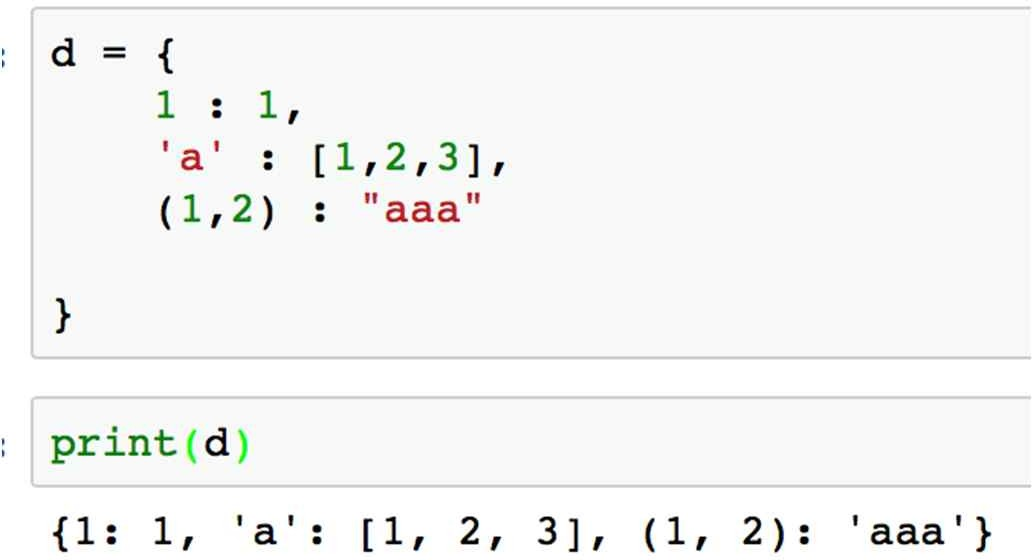 d = {
1 : 1,
'a' : [1,2,3],
(1,2) : "aaa"
}
print(d)
{1: 1, 'a': [1, 2, 3], (1, 2): 'aaa'}